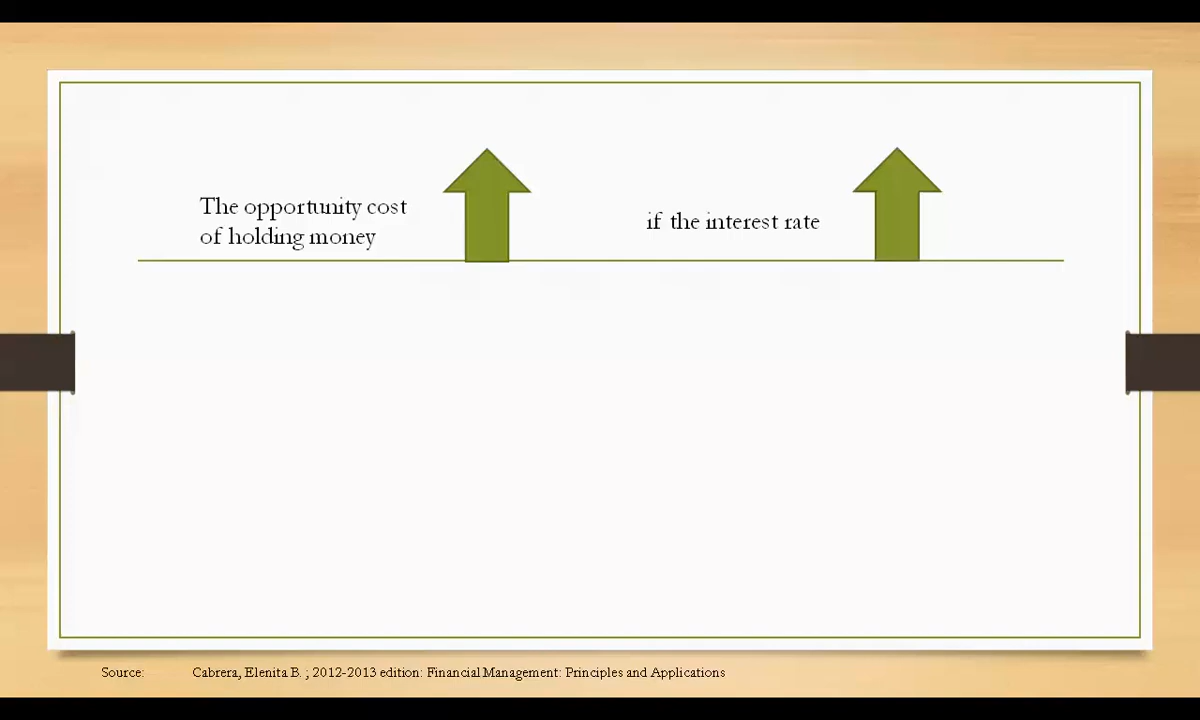 The opportunity cost
of holding money
if the interest rate
Source: Cabrera, Elenita B. ; 2012-2013 edition: Financial Management: Principles and Applications